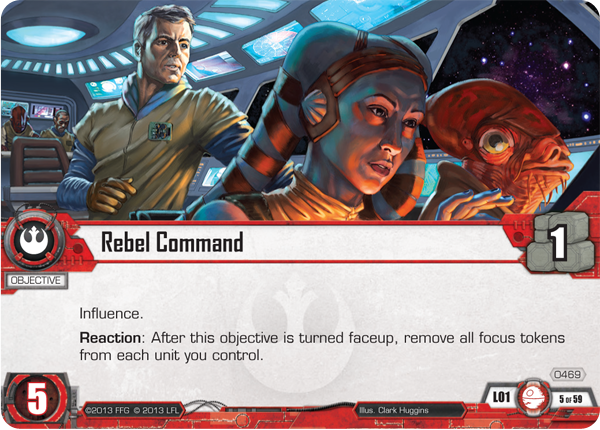 Rebel Command
1
OBJECTIVE
Influence.
Reaction: After this objective is turned faceup, remove all focus tokens
from each unit you control.
0469
5
©2013 FFG © 2013 LFL
Illus. Clark Huggins
L01
5 of 59